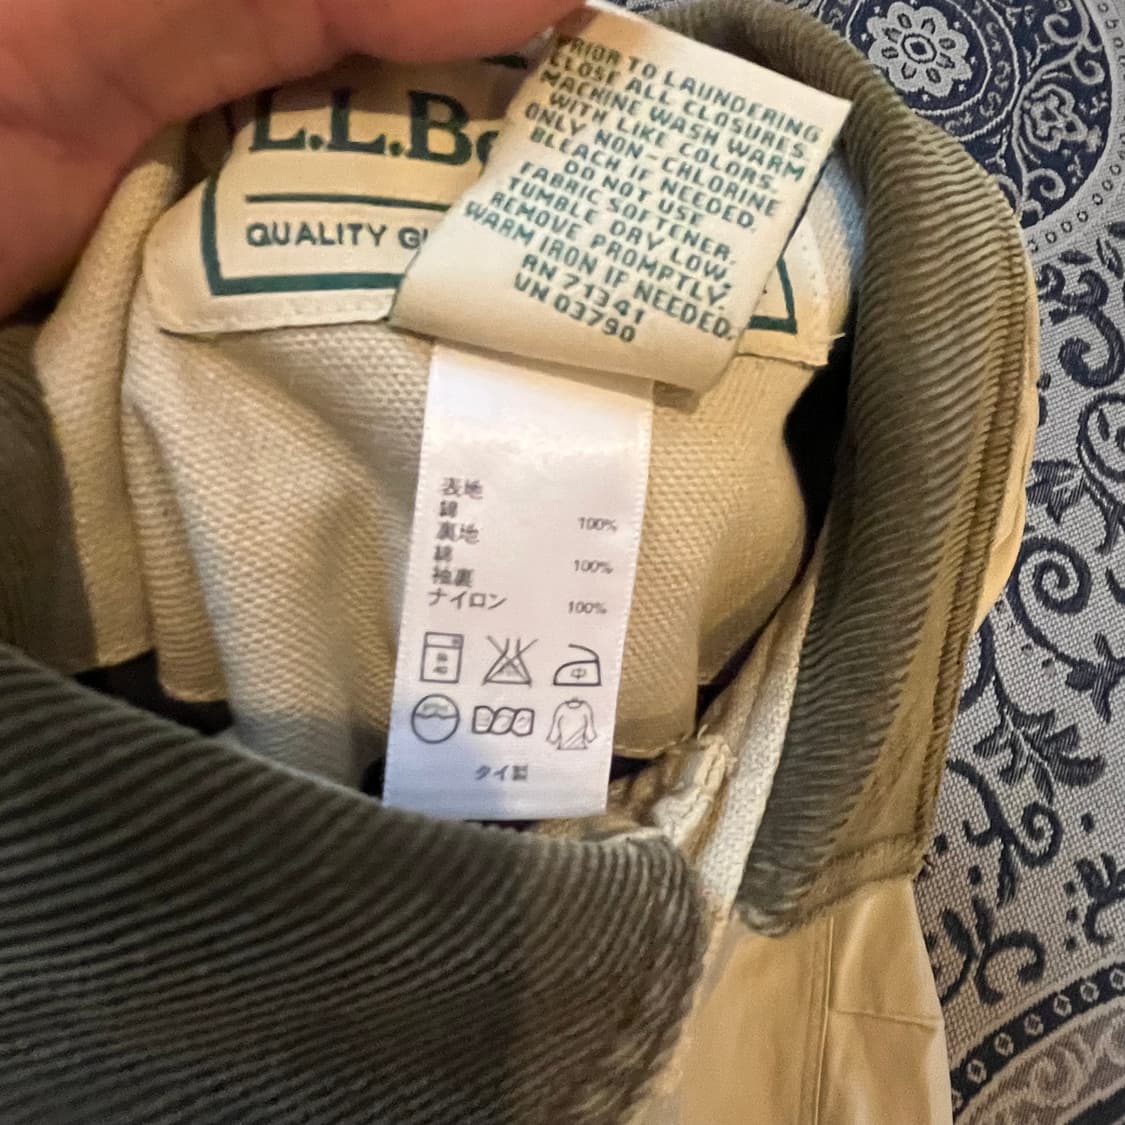 L.L.Be
QUALITY G
PRIOR TO LAUNDERING
CLOSE ALL CLOSURES.
MACHINE WASH WARM
WITH LIKE COLORS.
ONLY NON-CHLORINE
BLEACH IF NEEDED.
DO NOT USE
FABRIC SOFTENER.
TUMBLE DRY LOW.
REMOVE PROMPTLY.
WARM IRON IF NEEDED.
RN 71341
VN 03790
表地
綿 100%
裏地
綿 100%
袖裏
ナイロン 100%
40
中
タイ製